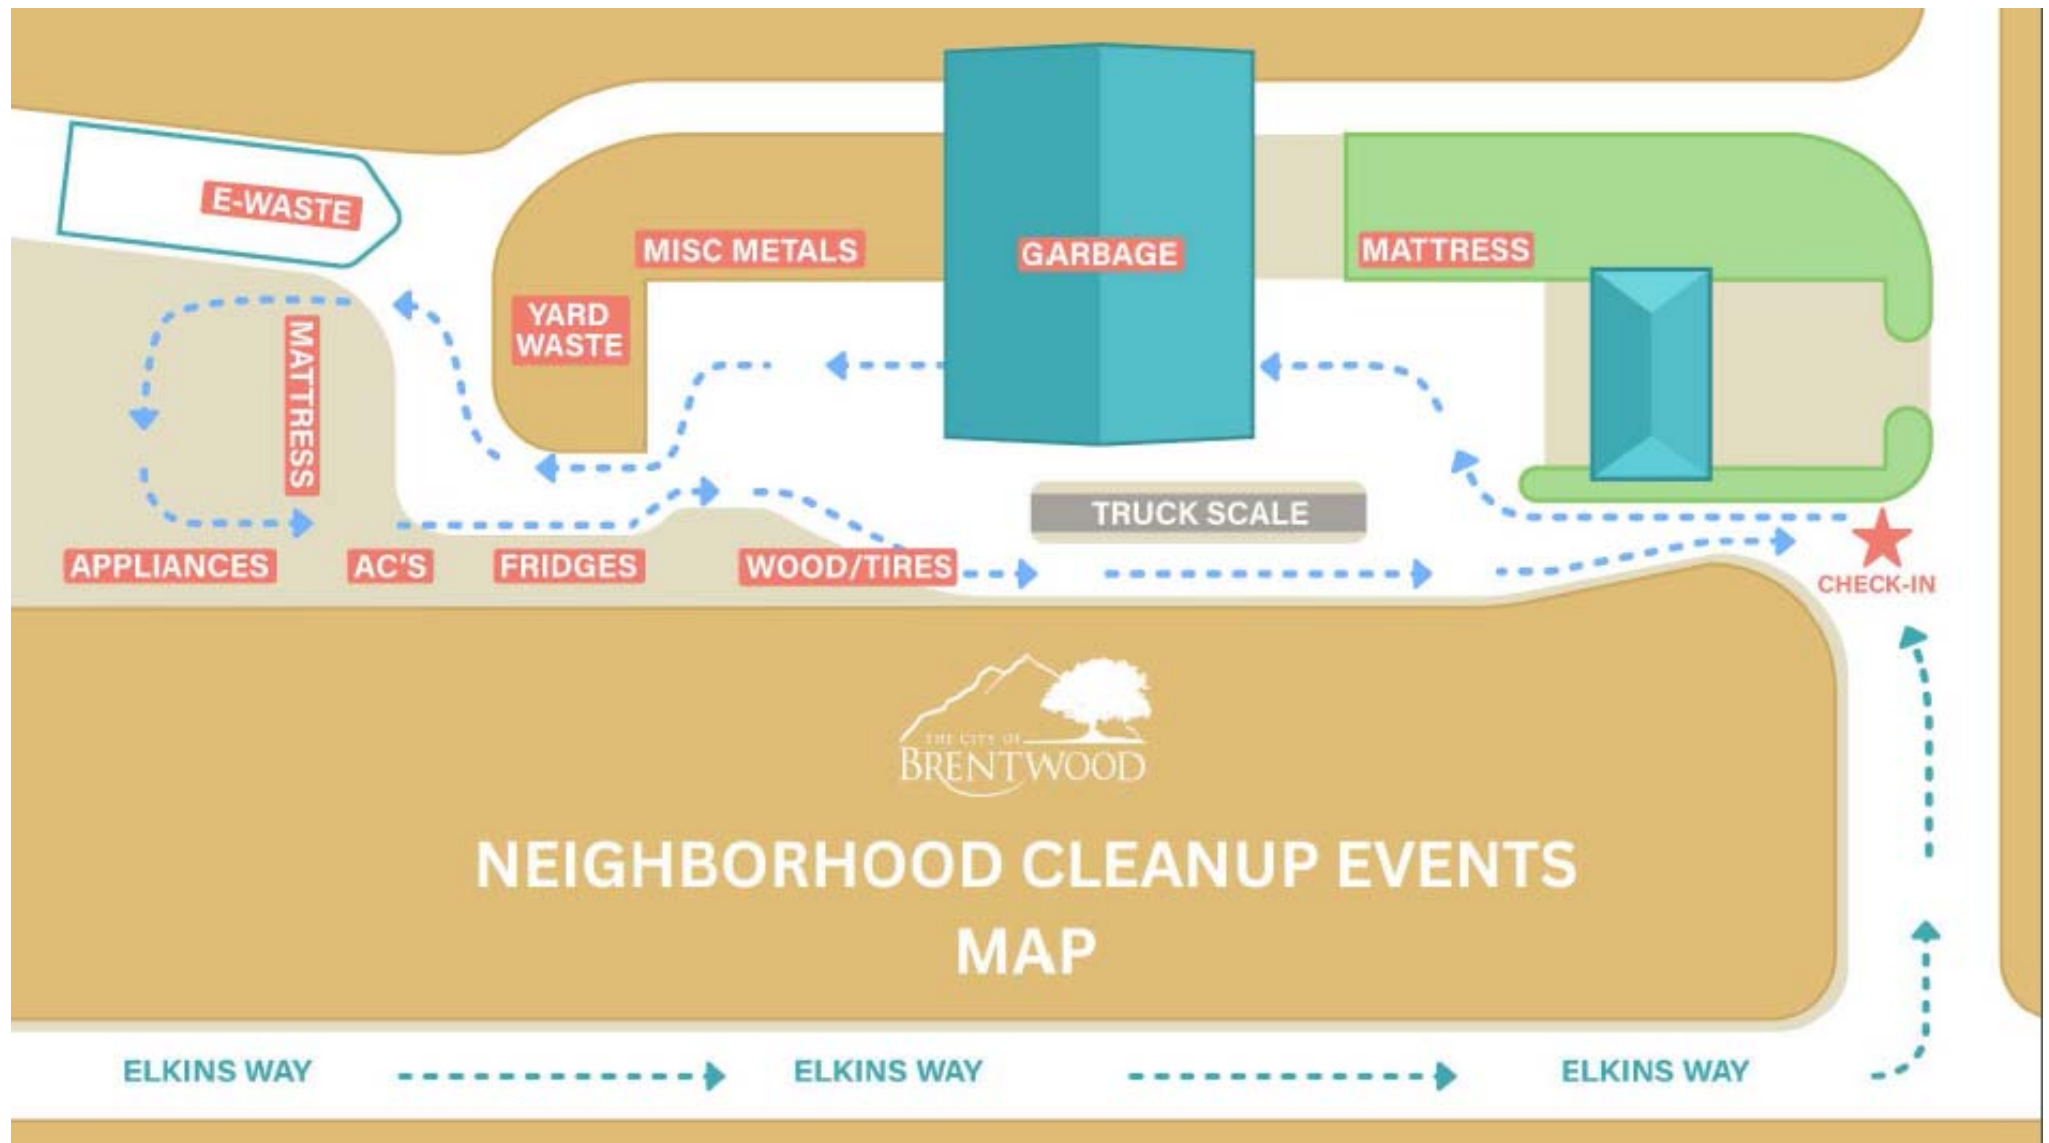 E-WASTE
MISC METALS
GARBAGE
MATTRESS
YARD
WASTE
MATTRESS
TRUCK SCALE
APPLIANCES
AC'S
FRIDGES
WOOD/TIRES
CHECK-IN
THE CITY OF
BRENTWOOD
NEIGHBORHOOD CLEANUP EVENTS
MAP
ELKINS WAY
ELKINS WAY
ELKINS WAY